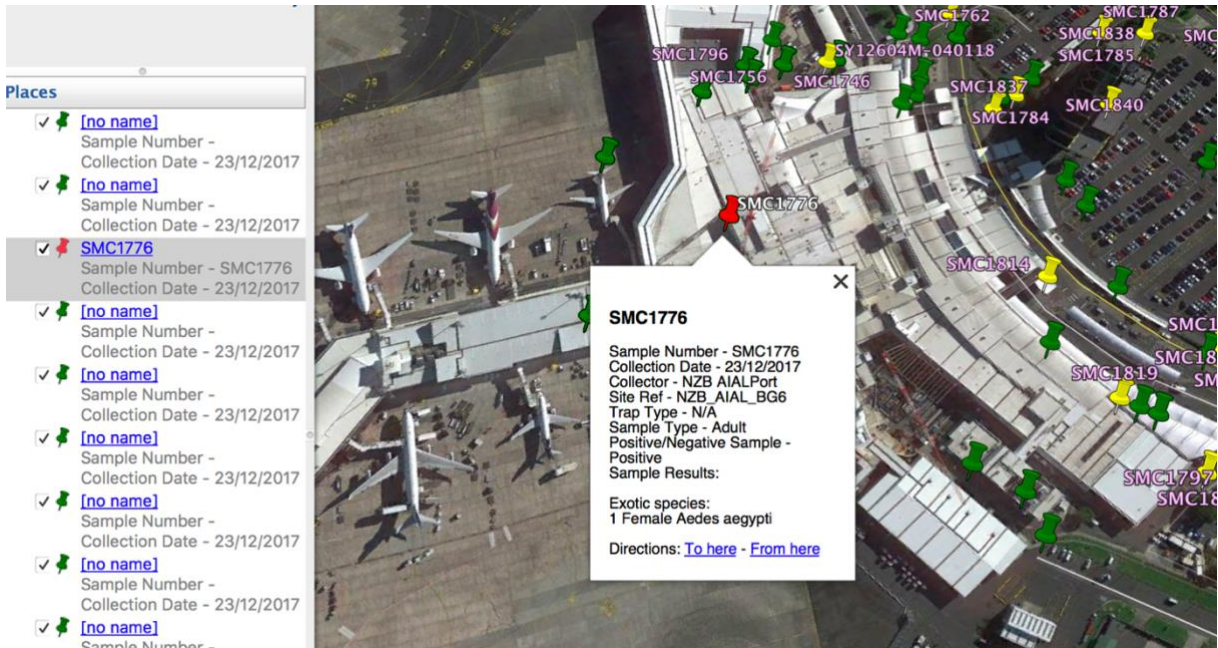 Places
[no name]
Sample Number -
Collection Date - 23/12/2017
[no name]
Sample Number -
Collection Date - 23/12/2017
SMC1776
Sample Number - SMC1776
Collection Date - 23/12/2017
[no name]
Sample Number -
Collection Date - 23/12/2017
[no name]
Sample Number -
Collection Date - 23/12/2017
[no name]
Sample Number -
Collection Date - 23/12/2017
[no name]
Sample Number -
Collection Date - 23/12/2017
[no name]
Sample Number -
Collection Date - 23/12/2017
[no name]
Sample Number -
SMC1762
SMC1787
SMC1838
SMC
SMC1796
SY12604M-040118
SMC1785
SMC1756
SMC1746
SMC1837
SMC1840
SMC1784
SMC1776
SMC1814
SMC1
SMC18
SMC1819
SM
SMC1797
SMC18
SMC1776
Sample Number - SMC1776
Collection Date - 23/12/2017
Collector - NZB AIALPort
Site Ref - NZB_AIAL_BG6
Trap Type - N/A
Sample Type - Adult
Positive/Negative Sample -
Positive
Sample Results:
Exotic species:
1 Female Aedes aegypti
Directions: To here - From here